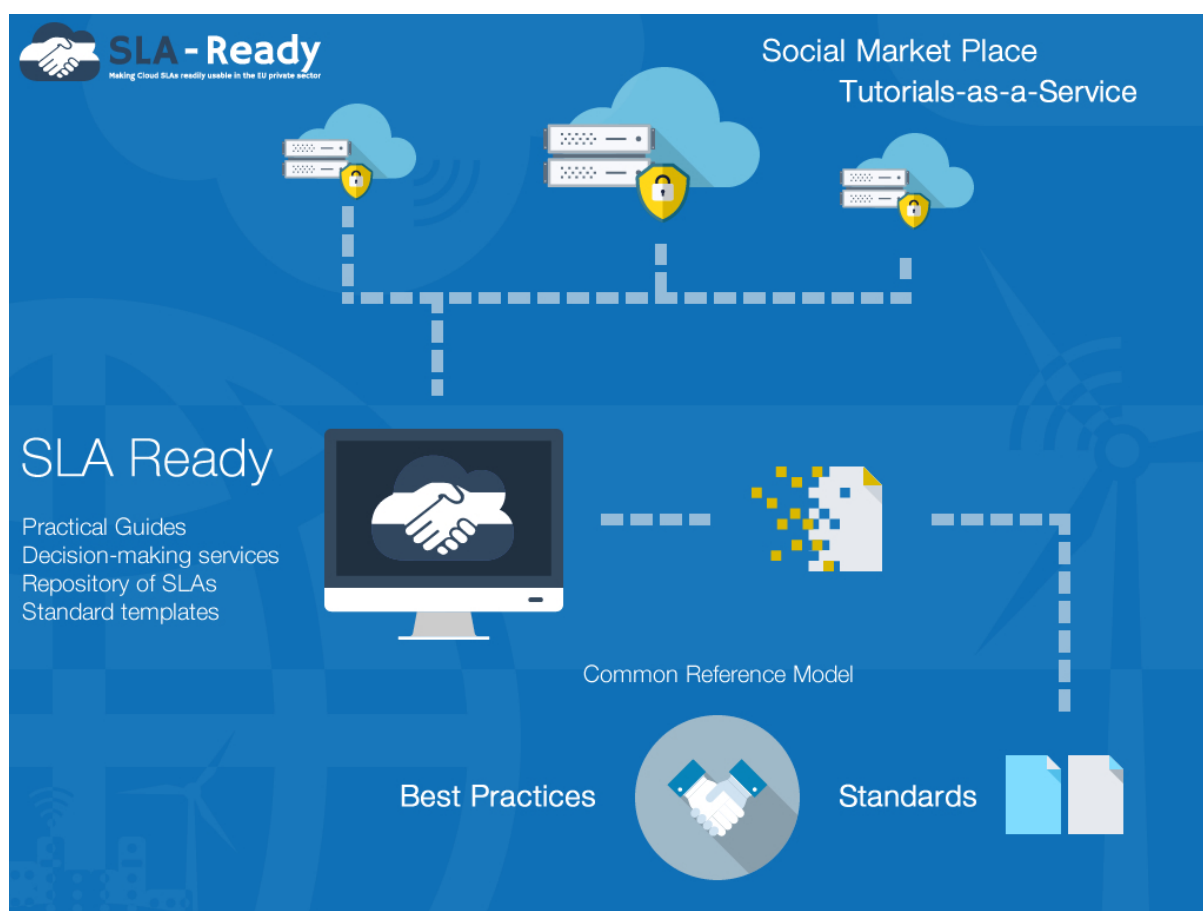 SLA-Ready
Making Cloud SLAs readily usable in the EU private sector
Social Market Place
Tutorials-as-a-Service
SLA Ready
Practical Guides
Decision-making services
Repository of SLAs
Standard templates
Common Reference Model
Best Practices
Standards